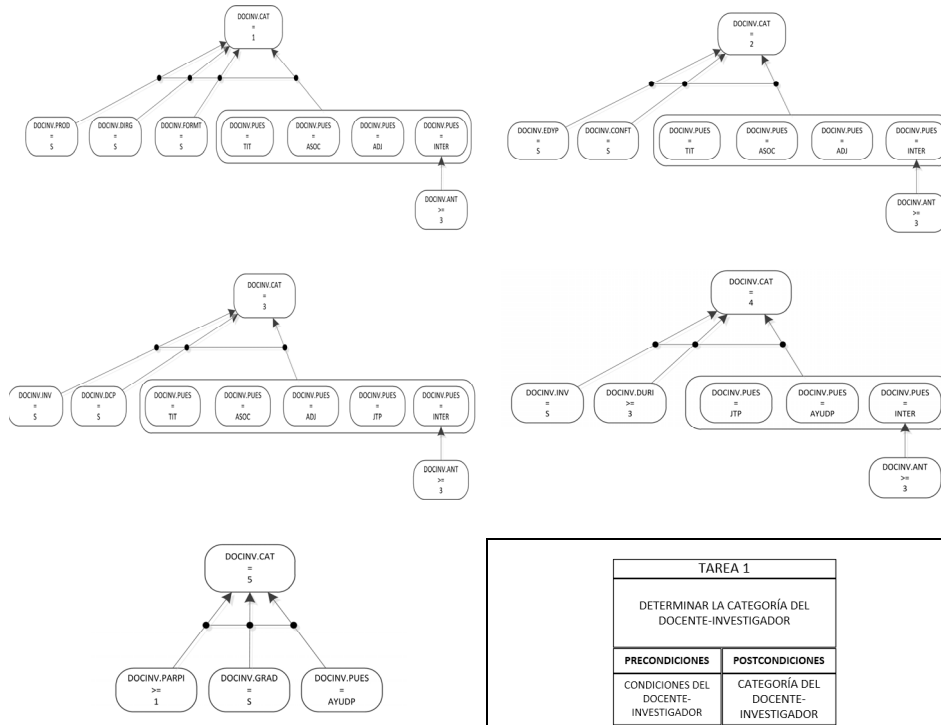 DOCINV.CAT
=
1
DOCINV.PROD
=
S
DOCINV.DIRG
=
S
DOCINV.FORMT
=
S
DOCINV.PUES
=
TIT
DOCINV.PUES
=
ASOC
DOCINV.PUES
=
ADJ
DOCINV.PUES
=
INTER
DOCINV.ANT
>=
3
DOCINV.CAT
=
2
DOCINV.EDYP
=
S
DOCINV.CONFT
=
S
DOCINV.PUES
=
TIT
DOCINV.PUES
=
ASOC
DOCINV.PUES
=
ADJ
DOCINV.PUES
=
INTER
DOCINV.ANT
>=
3
DOCINV.CAT
=
3
DOCINV.INV
=
S
DOCINV.DCP
=
S
DOCINV.PUES
=
TIT
DOCINV.PUES
=
ASOC
DOCINV.PUES
=
ADJ
DOCINV.PUES
=
JTP
DOCINV.PUES
=
INTER
DOCINV.ANT
>=
3
DOCINV.CAT
=
4
DOCINV.INV
=
S
DOCINV.DURI
>=
3
DOCINV.PUES
=
JTP
DOCINV.PUES
=
AYUDP
DOCINV.PUES
=
INTER
DOCINV.ANT
>=
3
DOCINV.CAT
=
5
DOCINV.PARPI
>=
1
DOCINV.GRAD
=
S
DOCINV.PUES
=
AYUDP
TAREA 1
DETERMINAR LA CATEGORÍA DEL
DOCENTE-INVESTIGADOR
PRECONDICIONES
POSTCONDICIONES
CONDICIONES DEL
DOCENTE-
INVESTIGADOR
CATEGORÍA DEL
DOCENTE-
INVESTIGADOR